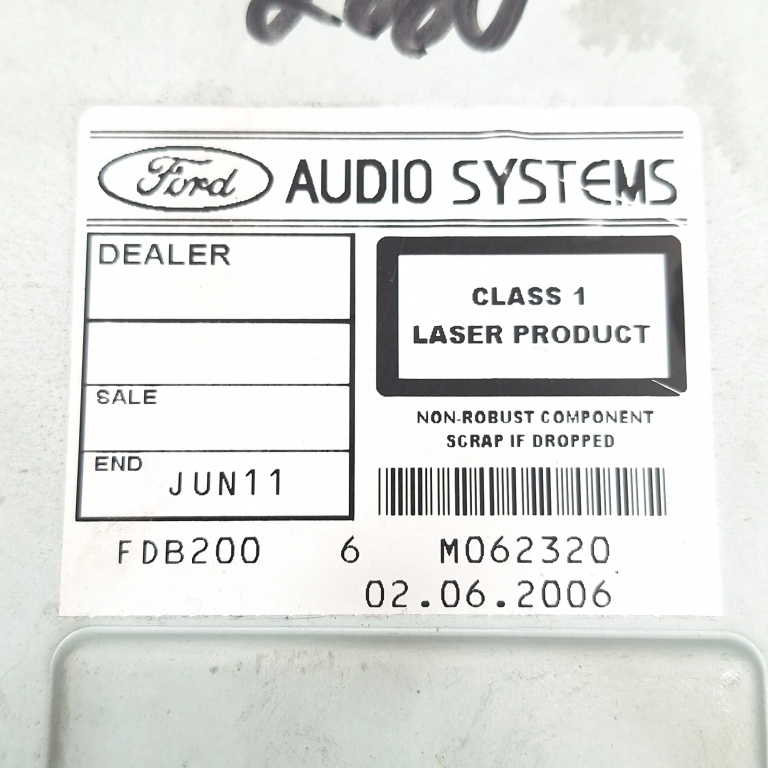 Ford AUDIO SYSTEMS
DEALER
SALE
END JUN11
CLASS 1
LASER PRODUCT
NON-ROBUST COMPONENT
SCRAP IF DROPPED
FDB200 6 M062320
02.06.2006